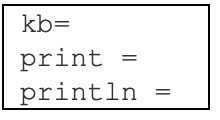 kb=
print =
println =